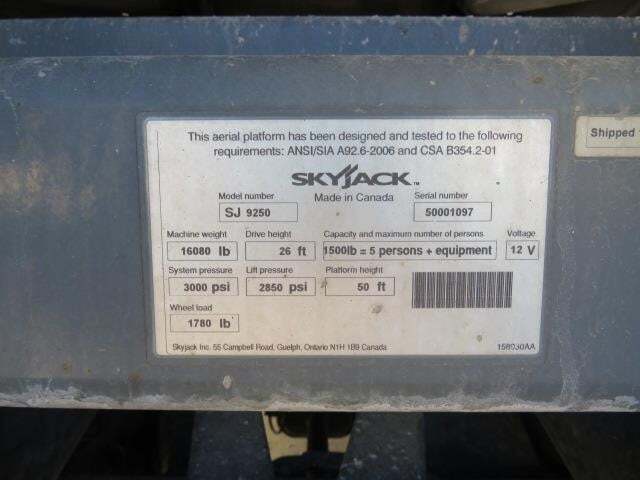 This aerial platform has been designed and tested to the following
requirements: ANSI/SIA A92.6-2006 and CSA B354.2-01
SKYJACK™
Made in Canada
Model number
SJ 9250
Serial number
50001097
Machine weight
16080 lb
Drive height
26 ft
Capacity and maximum number of persons
1500lb = 5 persons + equipment
Voltage
12 V
System pressure
3000 psi
Lift pressure
2850 psi
Platform height
50 ft
Wheel load
1780 lb
Skyjack Inc. 55 Campbell Road, Guelph, Ontario N1H 1B9 Canada
158930AA
Shipped